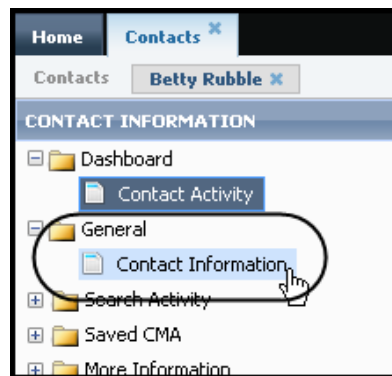 Home Contacts
Contacts Betty Rubble
CONTACT INFORMATION
Dashboard
Contact Activity
General
Contact Information
Search Activity
Saved CMA
More Information